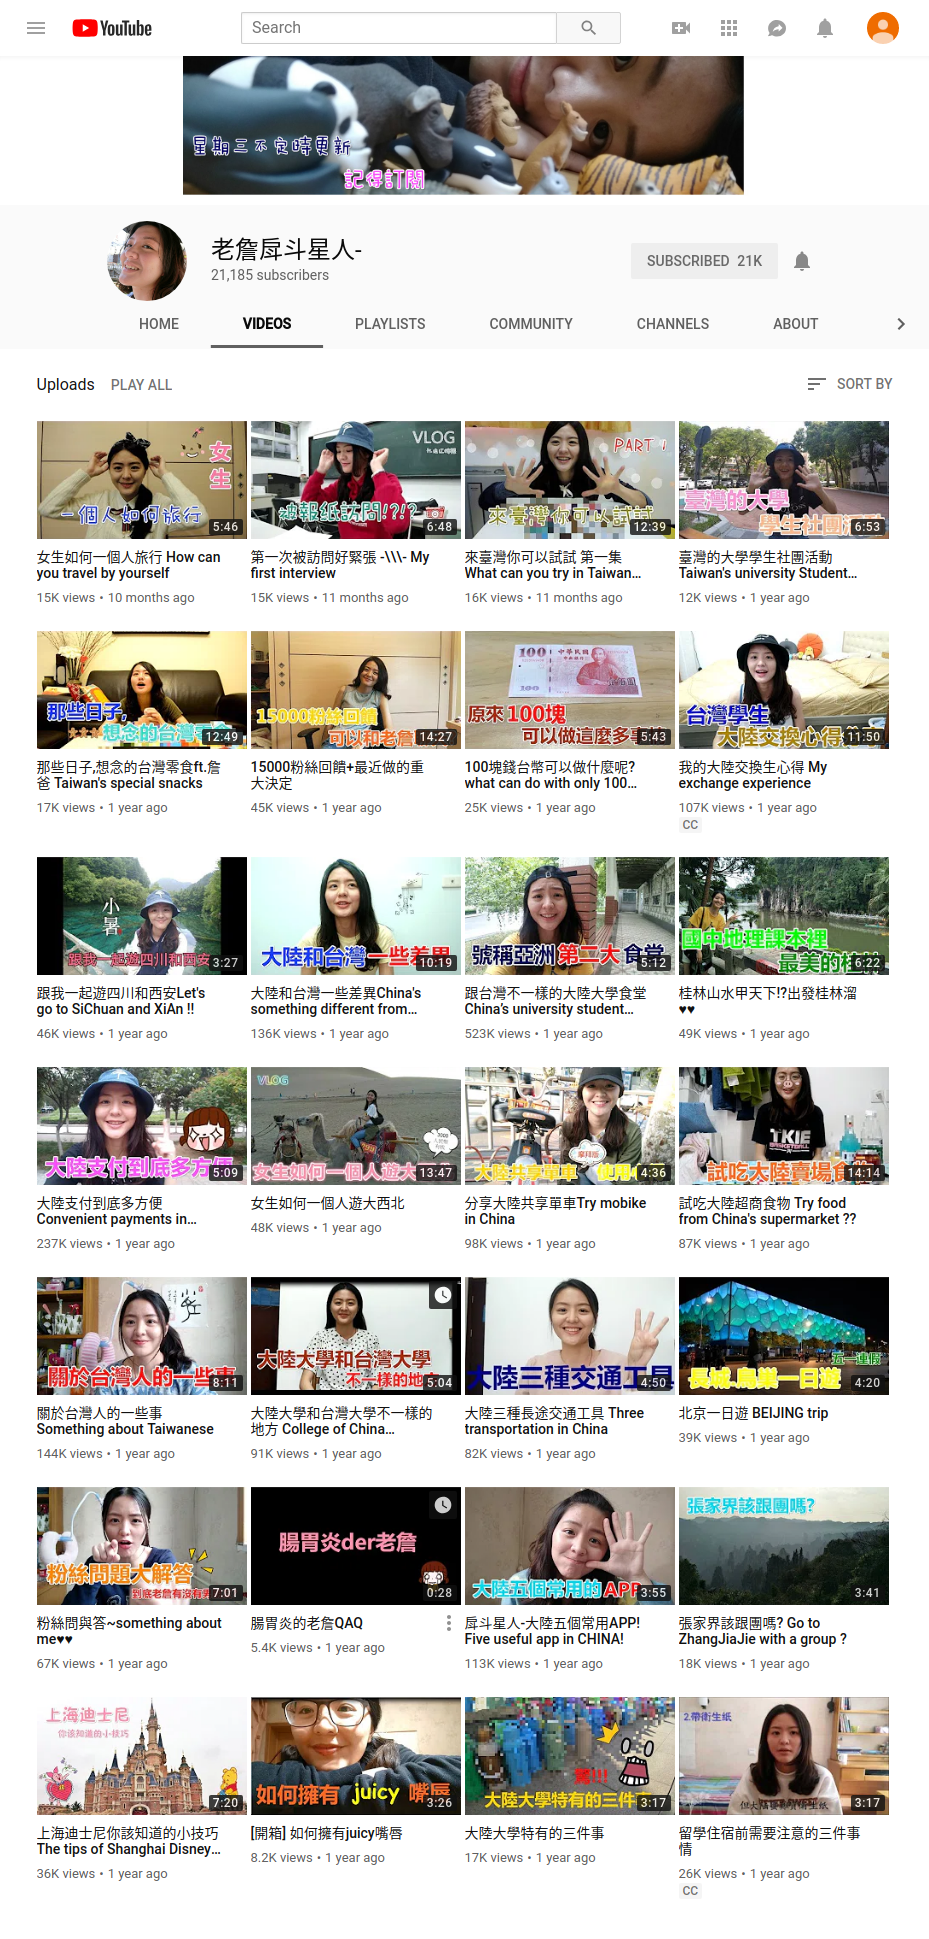 YouTube
Search
星期三不定時更新
記得訂閱
老詹戽斗星人-
21,185 subscribers
SUBSCRIBED 21K
HOME
VIDEOS
PLAYLISTS
COMMUNITY
CHANNELS
ABOUT
Uploads
PLAY ALL
SORT BY
女生
一個人如何旅行
5:46
VLOG
被報紙訪問!?!?
6:48
PART 1
來臺灣你可以試試
12:39
臺灣的大學
學生社團活動
6:53
女生如何一個人旅行 How can
you travel by yourself
15K views • 10 months ago
第一次被訪問好緊張 -\\\- My
first interview
15K views • 11 months ago
來臺灣你可以試試 第一集
What can you try in Taiwan...
16K views • 11 months ago
臺灣的大學學生社團活動
Taiwan's university Student...
12K views • 1 year ago
那些日子,
想念的台灣零食
12:49
15000粉絲回饋
可以和老詹
14:27
100
中華民國
100
原來100塊
可以做這麼多事
5:43
台灣學生
大陸交換心得
11:50
那些日子,想念的台灣零食ft.詹
爸 Taiwan's special snacks
17K views • 1 year ago
15000粉絲回饋+最近做的重
大決定
45K views • 1 year ago
100塊錢台幣可以做什麼呢?
what can do with only 100...
25K views • 1 year ago
我的大陸交換生心得 My
exchange experience
107K views • 1 year ago
CC
小暑
跟我一起遊四川和西安
3:27
大陸和台灣一些差異
10:19
號稱亞洲第二大食堂
5:12
國中地理課本裡
最美的桂
6:22
跟我一起遊四川和西安Let's
go to SiChuan and XiAn !!
46K views • 1 year ago
大陸和台灣一些差異China's
something different from...
136K views • 1 year ago
跟台灣不一樣的大陸大學食堂
China's university student...
523K views • 1 year ago
桂林山水甲天下!?出發桂林溜
♥♥
49K views • 1 year ago
大陸支付到底多方便
5:09
VLOG
女生如何一個人遊大
13:47
摩拜版
大陸共享單車 使用
4:36
TKIE
BASKETBALL
試吃大陸賣場食
14:14
大陸支付到底多方便
Convenient payments in...
237K views • 1 year ago
女生如何一個人遊大西北
48K views • 1 year ago
分享大陸共享單車Try mobike
in China
98K views • 1 year ago
試吃大陸超商食物 Try food
from China's supermarket ??
87K views • 1 year ago
關於台灣人的一些事
8:11
大陸大學和台灣大學
不一樣的地
5:04
大陸三種交通工具
4:50
五一連假
長城.鳥巢一日遊
4:20
關於台灣人的一些事
Something about Taiwanese
144K views • 1 year ago
大陸大學和台灣大學不一樣的
地方 College of China...
91K views • 1 year ago
大陸三種長途交通工具 Three
transportation in China
82K views • 1 year ago
北京一日遊 BEIJING trip
39K views • 1 year ago
粉絲問題大解答
到底老詹有沒有男
7:01
腸胃炎der老詹
0:28
大陸五個常用的APP
3:55
張家界該跟團嗎?
3:41
粉絲問與答~something about
me♥♥
67K views • 1 year ago
腸胃炎的老詹QAQ
5.4K views • 1 year ago
戽斗星人-大陸五個常用APP!
Five useful app in CHINA!
113K views • 1 year ago
張家界該跟團嗎? Go to
ZhangJiaJie with a group ?
18K views • 1 year ago
上海迪士尼
你該知道的小技巧
7:20
如何擁有 juicy 嘴唇
3:26
驚!!!
大陸大學特有的三件事
3:17
2.帶衛生紙
3:17
上海迪士尼你該知道的小技巧
The tips of Shanghai Disney...
36K views • 1 year ago
[開箱] 如何擁有juicy嘴唇
8.2K views • 1 year ago
大陸大學特有的三件事
17K views • 1 year ago
留學住宿前需要注意的三件事
情
26K views • 1 year ago
CC